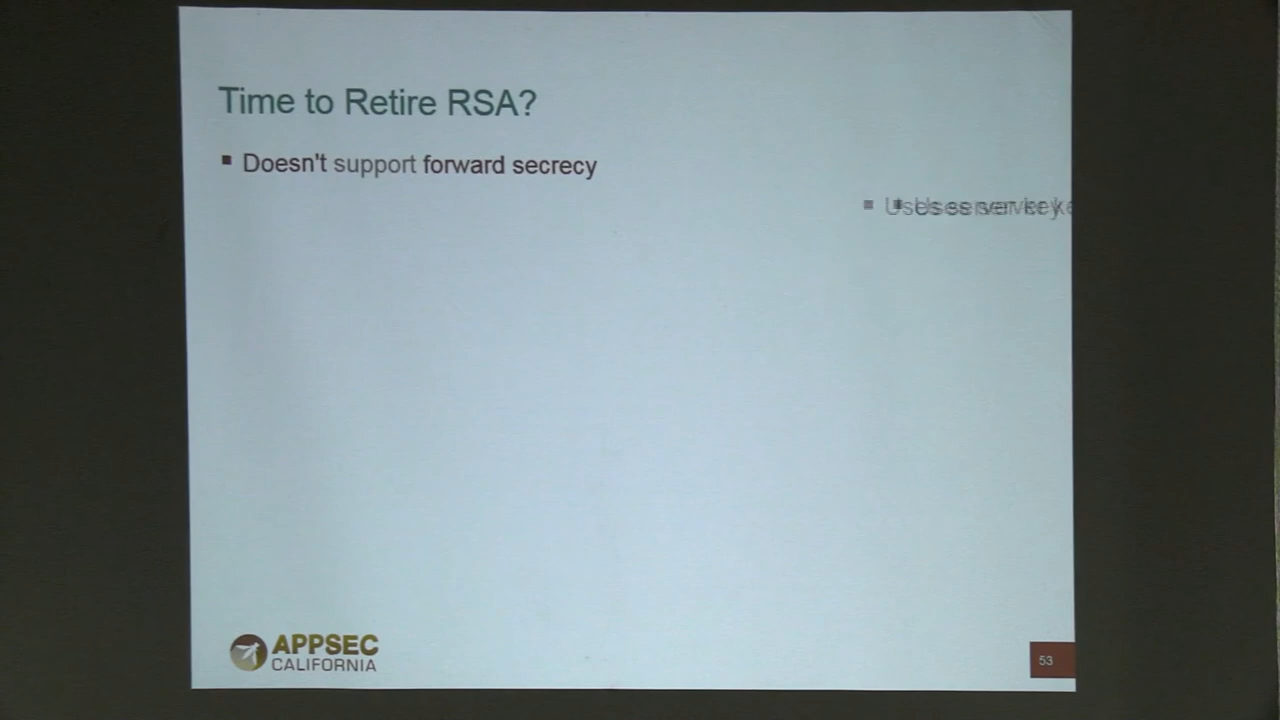 Time to Retire RSA?
▪ Doesn't support forward secrecy
▪ Uses server key
APPSEC
CALIFORNIA
53